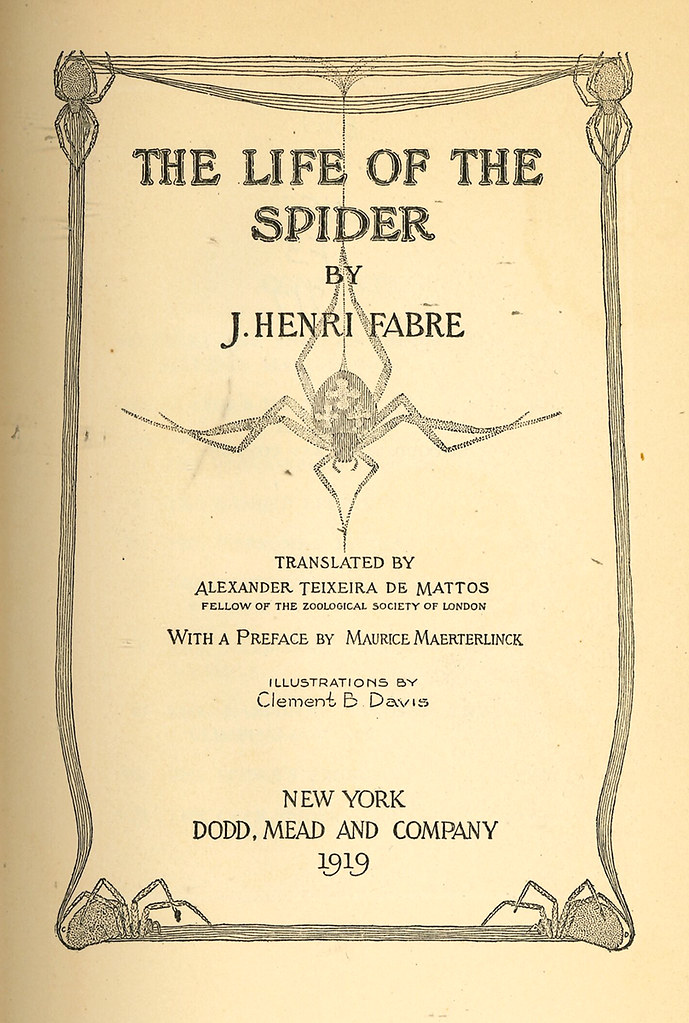 THE LIFE OF THE
SPIDER
BY
J. HENRI FABRE
TRANSLATED BY
ALEXANDER TEIXEIRA DE MATTOS
FELLOW OF THE ZOOLOGICAL SOCIETY OF LONDON
WITH A PREFACE BY MAURICE MAERTERLINCK
ILLUSTRATIONS BY
Clement B Davis
NEW YORK
DODD, MEAD AND COMPANY
1919